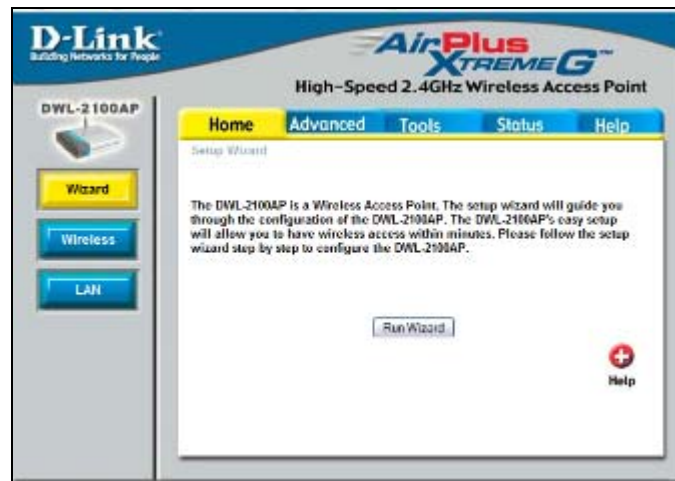 D-Link
Building Networks for People
AirPlus
XTREME G™
High-Speed 2.4GHz Wireless Access Point
DWL-2100AP
Home Advanced Tools Status Help
Setup Wizard
Wizard
Wireless
LAN
The DWL-2100AP is a Wireless Access Point. The setup wizard will guide you
through the configuration of the DWL-2100AP. The DWL-2100AP's easy setup
will allow you to have wireless access within minutes. Please follow the setup
wizard step by step to configure the DWL-2100AP.
Run Wizard
Help